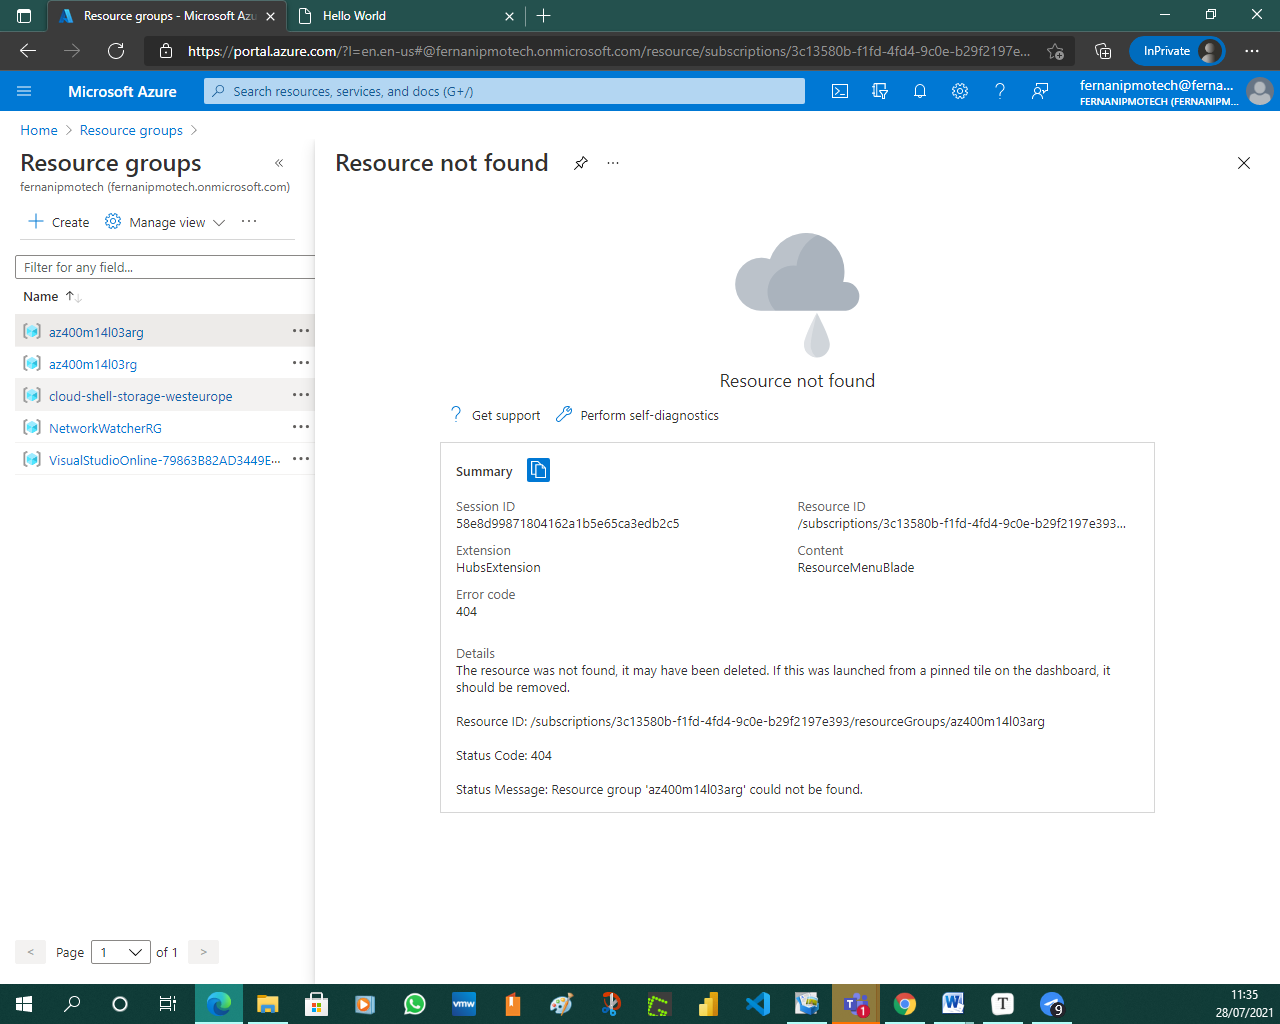 Resource groups - Microsoft Azu
Hello World
https://portal.azure.com/?l=en.en-us#@fernanipmotech.onmicrosoft.com/resource/subscriptions/3c13580b-f1fd-4fd4-9c0e-b29f2197e...
InPrivate
Microsoft Azure
Search resources, services, and docs (G+/)
fernanipmotech@ferna...
FERNANIPMOTECH (FERNANIPM...
Home > Resource groups >
Resource groups
fernanipmotech (fernanipmotech.onmicrosoft.com)
Create
Manage view
Filter for any field...
Name
az400m14l03arg
az400m14l03rg
cloud-shell-storage-westeurope
NetworkWatcherRG
VisualStudioOnline-79863B82AD3449E...
Page 1 of 1
Resource not found
Resource not found
Get support
Perform self-diagnostics
Summary
Session ID
58e8d99871804162a1b5e65ca3edb2c5
Resource ID
/subscriptions/3c13580b-f1fd-4fd4-9c0e-b29f2197e393...
Extension
HubsExtension
Content
ResourceMenuBlade
Error code
404
Details
The resource was not found, it may have been deleted. If this was launched from a pinned tile on the dashboard, it
should be removed.
Resource ID: /subscriptions/3c13580b-f1fd-4fd4-9c0e-b29f2197e393/resourceGroups/az400m14l03arg
Status Code: 404
Status Message: Resource group 'az400m14l03arg' could not be found.
vmw
1
W
T
9
11:35
28/07/2021